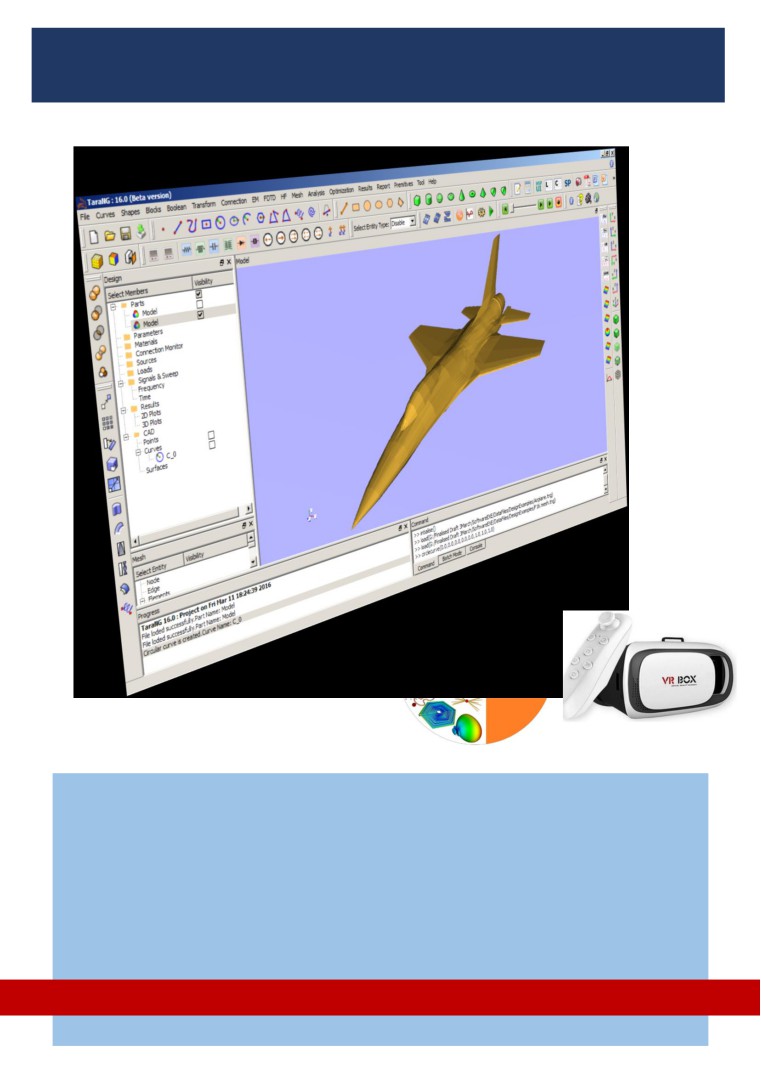 TaraNG : 16.0 (Beta version)
File Curves Shapes Blocks Boolean Transform Connection EM FDTD HF Mesh Analysis Optimization Results Report Premitives Tool Help
L C SP
Select Entity Type: Disable
Design
Model
Select Members Visibility
Parts
Model
Model
Parameters
Materials
Connection Monitor
Sources
Loads
Signals & Sweep
Frequency
Time
Results
2D Plots
3D Plots
CAD
Points
Curves
C_0
Surfaces
Mesh
Select Entity Visibility
Node
Edge
Elements
Command
Command Batch Mode Console
Progress
TaraNG 16.0 : Project on Fri Mar 11 18:24:39 2016
File loded successfully.Part Name: Model
File loded successfully.Part Name: Model
Circular curve is created.Curve Name: C_0
VR BOX